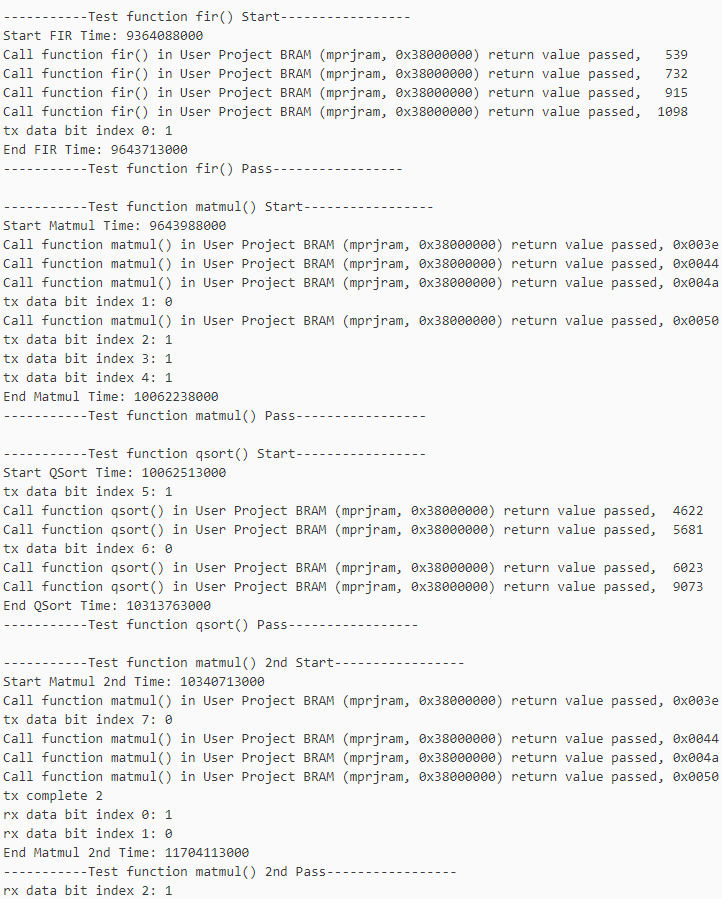 -----------Test function fir() Start-----------------
Start FIR Time: 9364088000
Call function fir() in User Project BRAM (mprjram, 0x38000000) return value passed,   539
Call function fir() in User Project BRAM (mprjram, 0x38000000) return value passed,   732
Call function fir() in User Project BRAM (mprjram, 0x38000000) return value passed,   915
Call function fir() in User Project BRAM (mprjram, 0x38000000) return value passed,  1098
tx data bit index 0: 1
End FIR Time: 9643713000
-----------Test function fir() Pass-----------------
-----------Test function matmul() Start-----------------
Start Matmul Time: 9643988000
Call function matmul() in User Project BRAM (mprjram, 0x38000000) return value passed, 0x003e
Call function matmul() in User Project BRAM (mprjram, 0x38000000) return value passed, 0x0044
Call function matmul() in User Project BRAM (mprjram, 0x38000000) return value passed, 0x004a
tx data bit index 1: 0
Call function matmul() in User Project BRAM (mprjram, 0x38000000) return value passed, 0x0050
tx data bit index 2: 1
tx data bit index 3: 1
tx data bit index 4: 1
End Matmul Time: 10062238000
-----------Test function matmul() Pass-----------------
-----------Test function qsort() Start-----------------
Start QSort Time: 10062513000
tx data bit index 5: 1
Call function qsort() in User Project BRAM (mprjram, 0x38000000) return value passed,  4622
Call function qsort() in User Project BRAM (mprjram, 0x38000000) return value passed,  5681
tx data bit index 6: 0
Call function qsort() in User Project BRAM (mprjram, 0x38000000) return value passed,  6023
Call function qsort() in User Project BRAM (mprjram, 0x38000000) return value passed,  9073
End QSort Time: 10313763000
-----------Test function qsort() Pass-----------------
-----------Test function matmul() 2nd Start-----------------
Start Matmul 2nd Time: 10340713000
Call function matmul() in User Project BRAM (mprjram, 0x38000000) return value passed, 0x003e
tx data bit index 7: 0
Call function matmul() in User Project BRAM (mprjram, 0x38000000) return value passed, 0x0044
Call function matmul() in User Project BRAM (mprjram, 0x38000000) return value passed, 0x004a
Call function matmul() in User Project BRAM (mprjram, 0x38000000) return value passed, 0x0050
tx complete 2
rx data bit index 0: 1
rx data bit index 1: 0
End Matmul 2nd Time: 11704113000
-----------Test function matmul() 2nd Pass-----------------
rx data bit index 2: 1